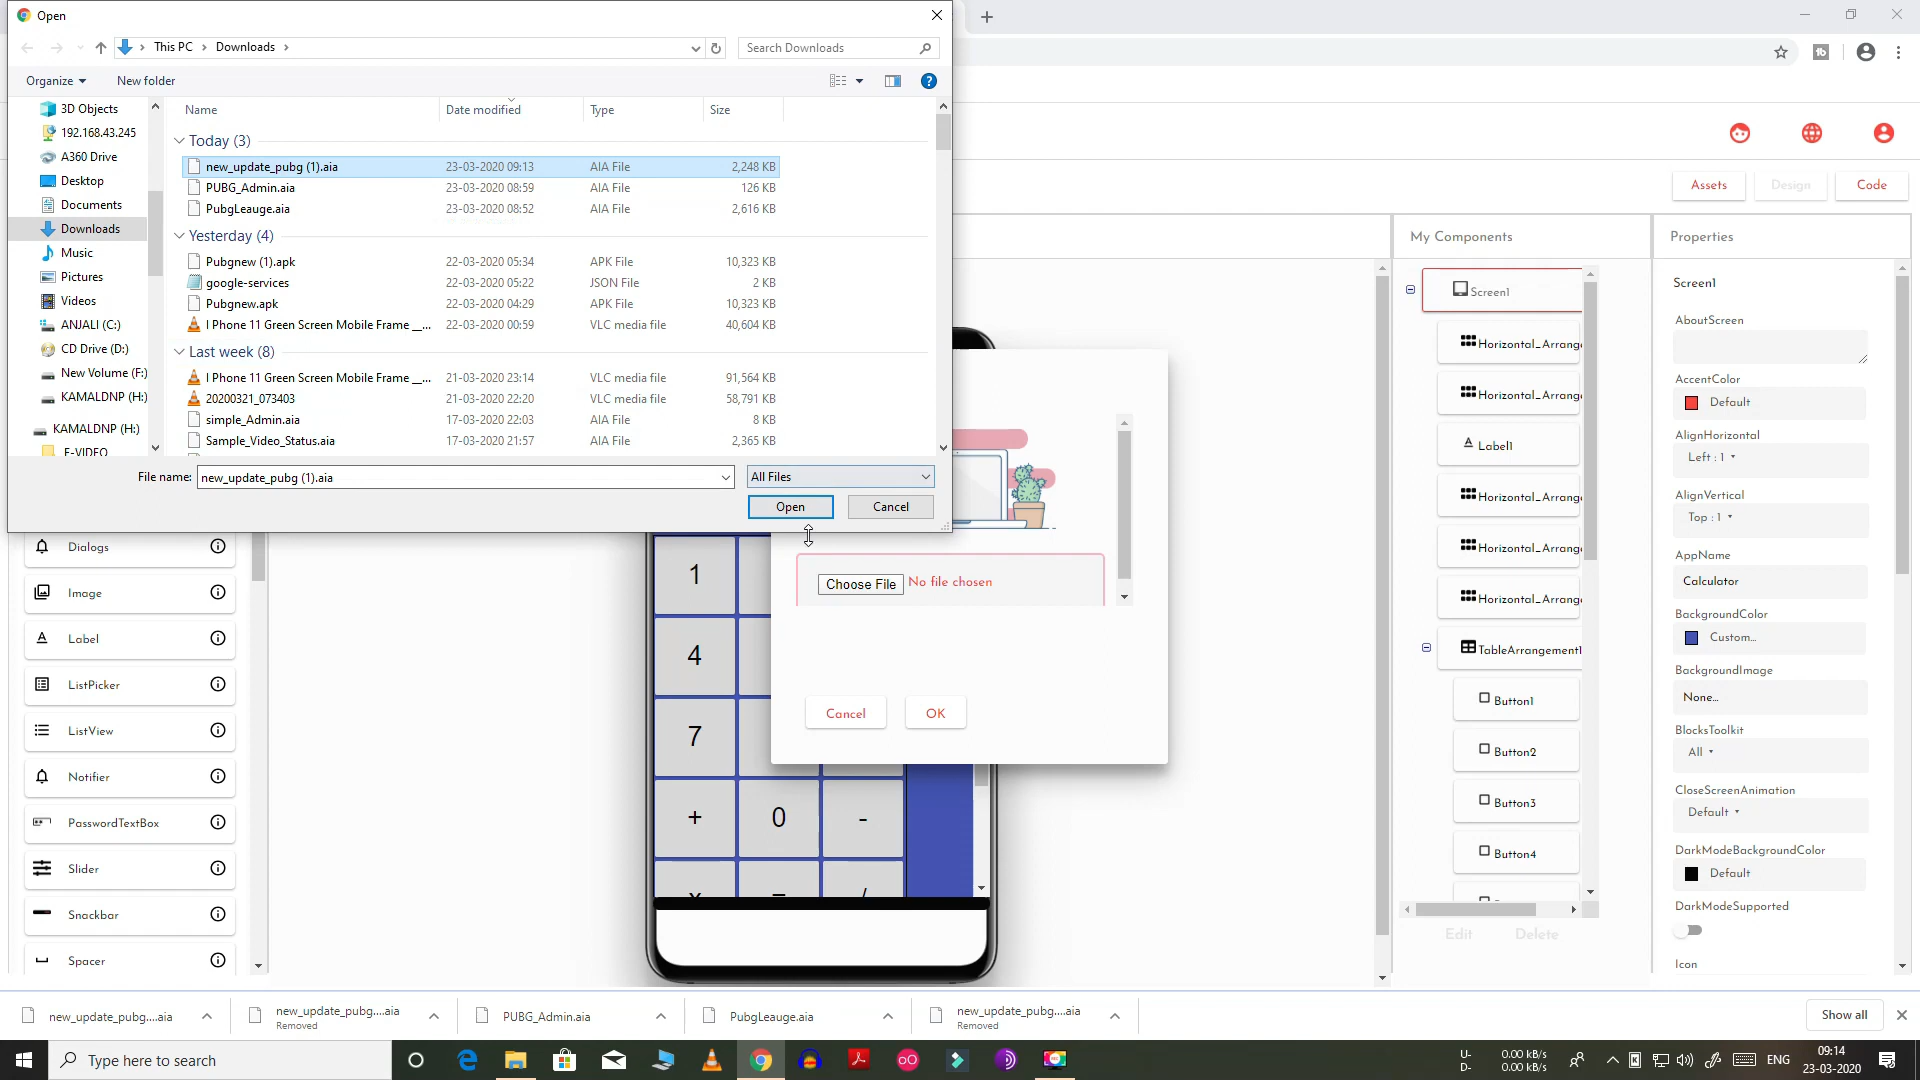 Open
This PC > Downloads >
Search Downloads
Organize
New folder
Name
Date modified
Type
Size
3D Objects
192.168.43.245
A360 Drive
Desktop
Documents
Downloads
Music
Pictures
Videos
ANJALI (C:)
CD Drive (D:)
New Volume (F:)
KAMALDNP (H:)
KAMALDNP (H:)
F-VIDEO
Today (3)
new_update_pubg (1).aia 23-03-2020 09:13 AIA File 2,248 KB
PUBG_Admin.aia 23-03-2020 08:59 AIA File 126 KB
PubgLeauge.aia 23-03-2020 08:52 AIA File 2,616 KB
Yesterday (4)
Pubgnew (1).apk 22-03-2020 05:34 APK File 10,323 KB
google-services 22-03-2020 05:22 JSON File 2 KB
Pubgnew.apk 22-03-2020 04:29 APK File 10,323 KB
I Phone 11 Green Screen Mobile Frame __... 22-03-2020 00:59 VLC media file 40,604 KB
Last week (8)
I Phone 11 Green Screen Mobile Frame __... 21-03-2020 23:14 VLC media file 91,564 KB
20200321_073403 21-03-2020 22:20 VLC media file 58,791 KB
simple_Admin.aia 17-03-2020 22:03 AIA File 8 KB
Sample_Video_Status.aia 17-03-2020 21:57 AIA File 2,365 KB
File name: new_update_pubg (1).aia
All Files
Open
Cancel
Assets
Design
Code
My Components
Properties
Screen1
Horizontal_Arrange
Horizontal_Arrange
Label1
Horizontal_Arrange
Horizontal_Arrange
Horizontal_Arrange
TableArrangement1
Button1
Button2
Button3
Button4
Edit
Delete
Screen1
AboutScreen
AccentColor
Default
AlignHorizontal
Left : 1
AlignVertical
Top : 1
AppName
Calculator
BackgroundColor
Custom...
BackgroundImage
None...
BlocksToolkit
All
CloseScreenAnimation
Default
DarkModeBackgroundColor
Default
DarkModeSupported
Icon
Choose File No file chosen
Cancel
OK
1
4
7
+ 0 -
x = /
Dialogs
Image
Label
ListPicker
ListView
Notifier
PasswordTextBox
Slider
Snackbar
Spacer
new_update_pubg....aia
new_update_pubg....aia
Removed
PUBG_Admin.aia
PubgLeauge.aia
new_update_pubg....aia
Removed
Show all
Type here to search
U- 0.00 kB/s
D- 0.00 kB/s
ENG
09:14
23-03-2020